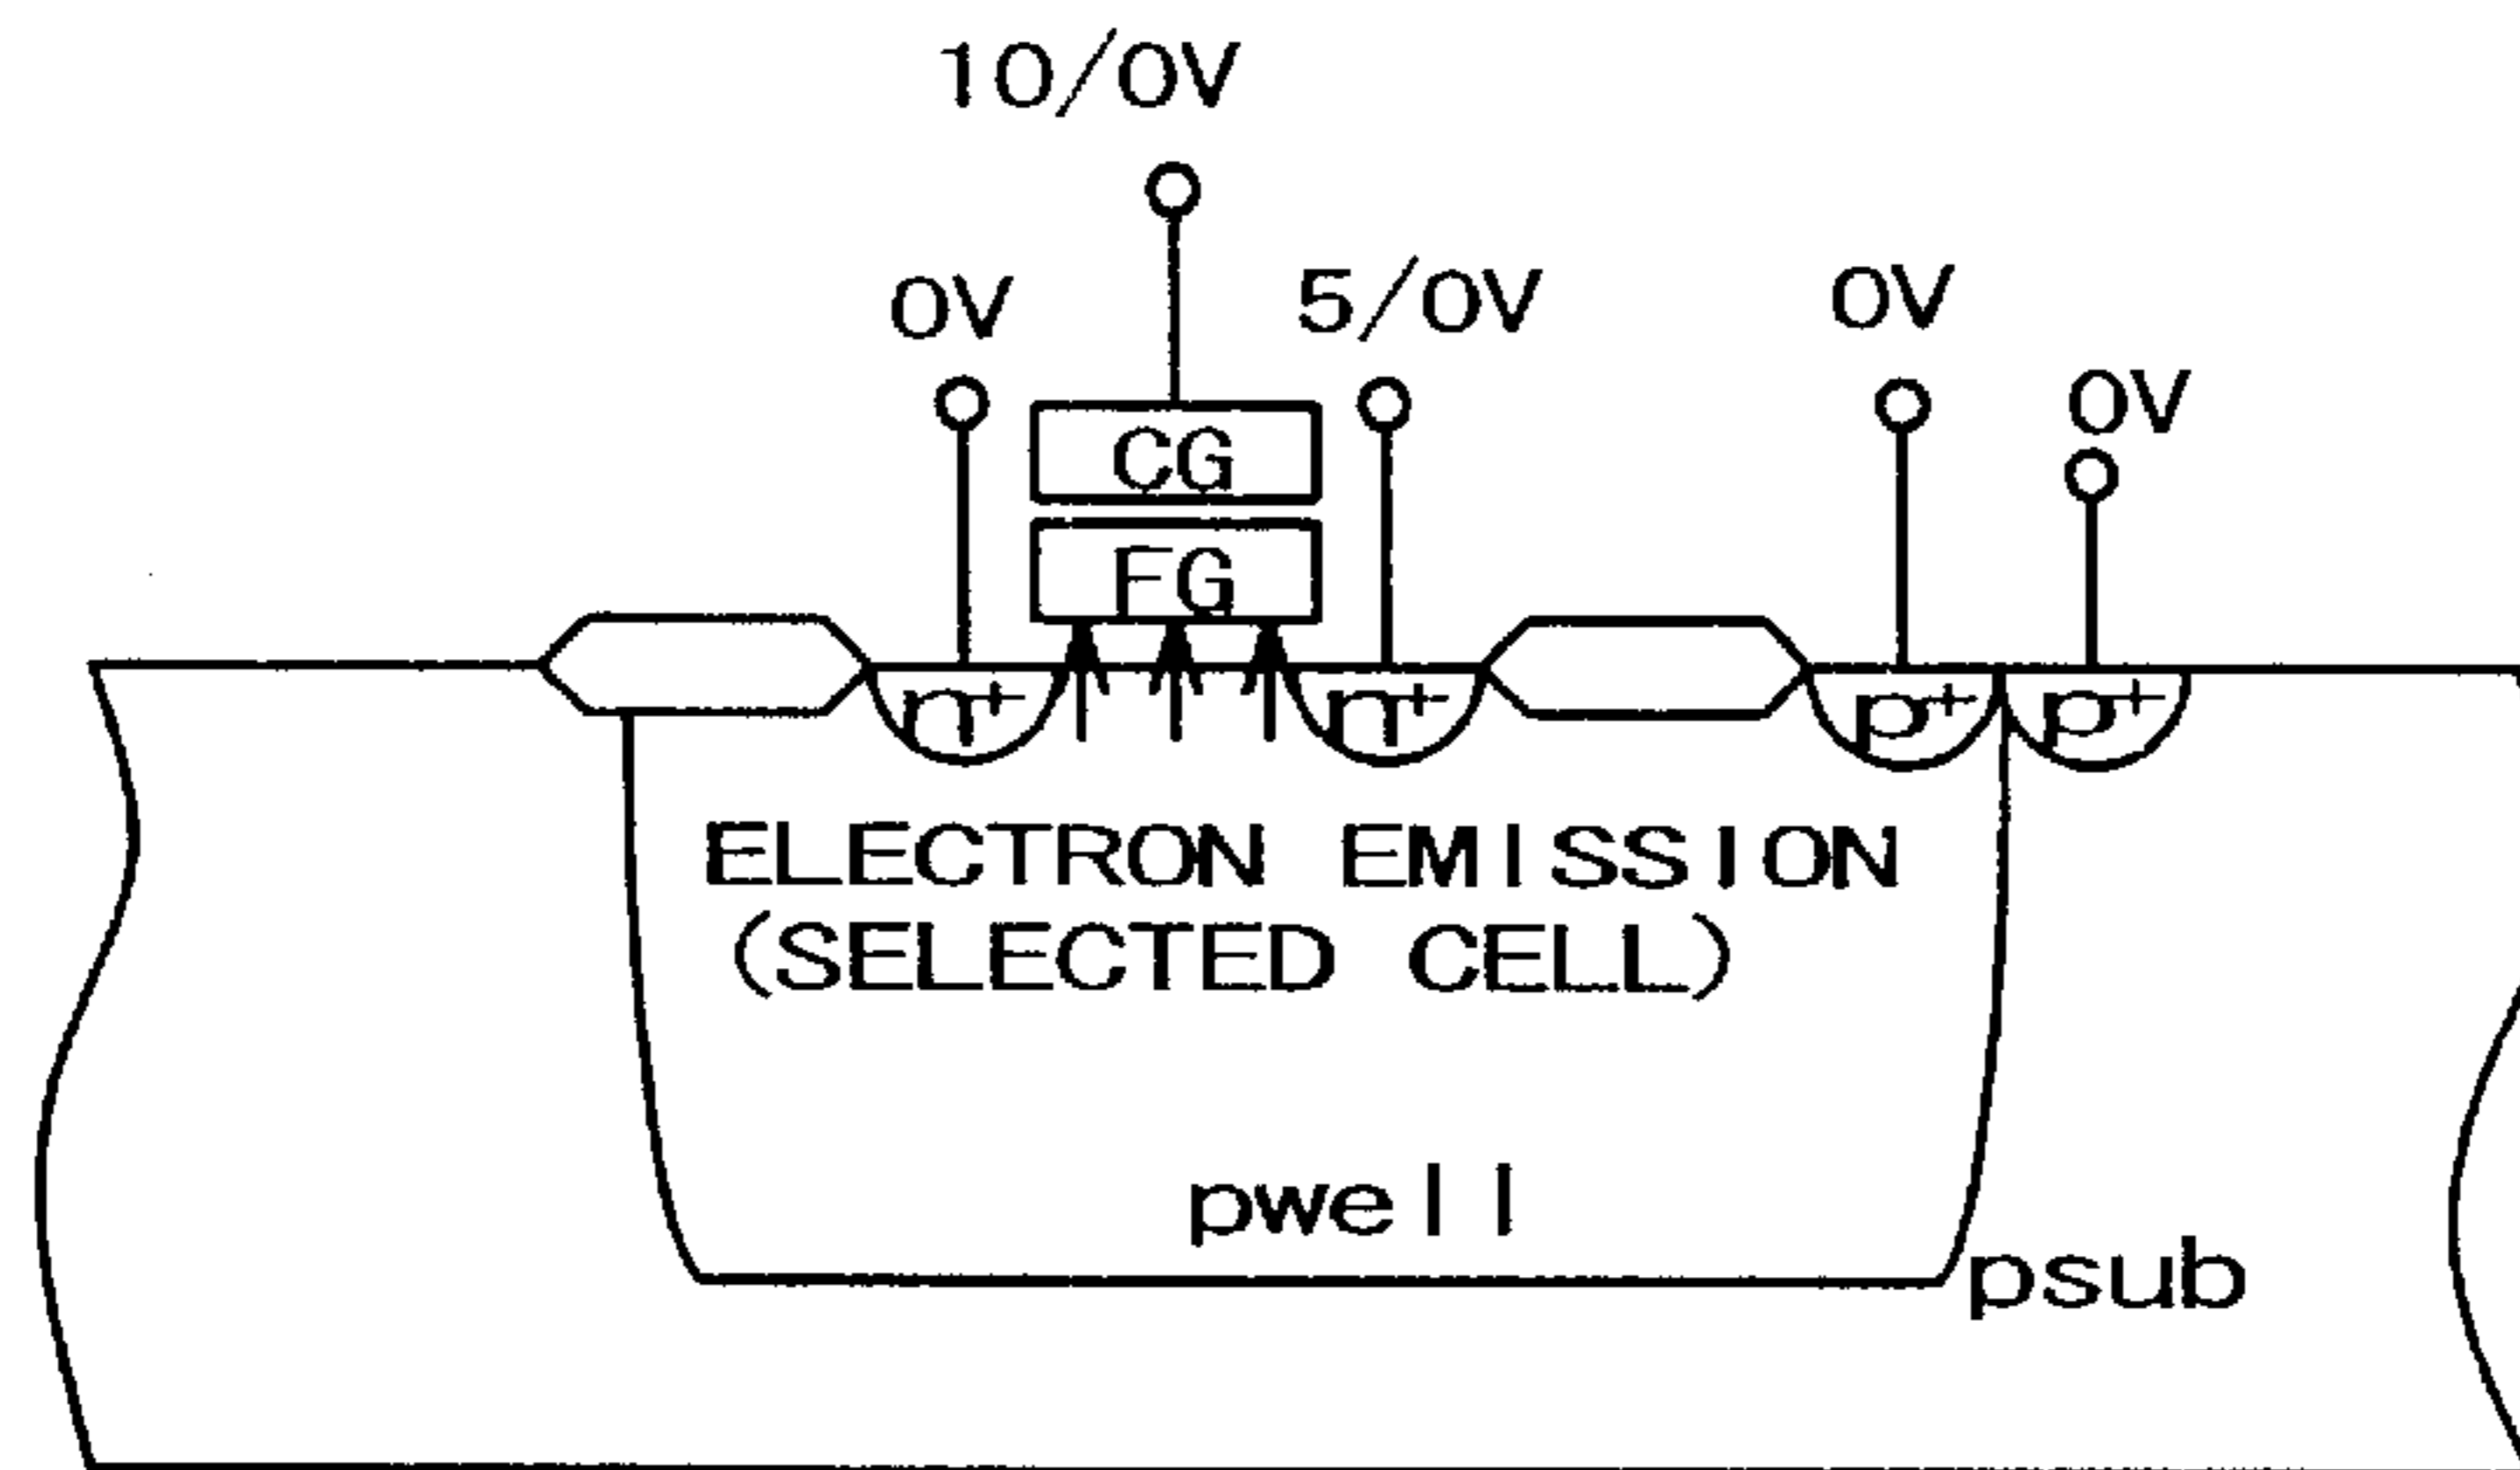 10/0V
0V
5/0V
0V
0V
CG
FG
n+
n+
p+
p+
ELECTRON EMISSION
(SELECTED CELL)
pwell
psub